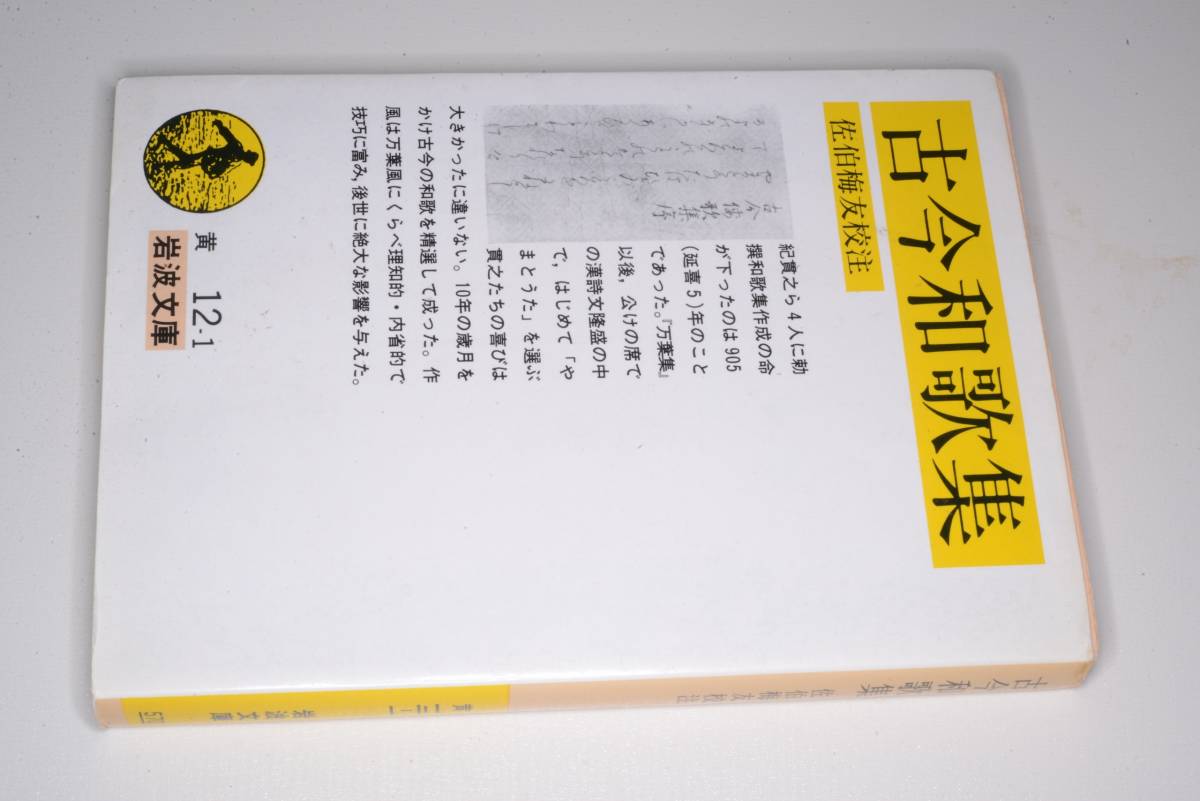 古今和歌集
佐伯梅友校注
紀貫之ら4人に勅
撰和歌集作成の命
が下ったのは905
(延喜5)年のこと
であった。『万葉集』
以後，公けの席で
の漢詩文隆盛の中
で，はじめて「や
まとうた」を選ぶ
貫之たちの喜びは
大きかったに違いない。10年の歳月を
かけ古今の和歌を精選して成った。作
風は万葉風にくらべ理知的・内省的で
技巧に富み，後世に絶大な影響を与えた。
黄 12-1
岩波文庫
古今和歌集 佐伯梅友校注
岩波文庫